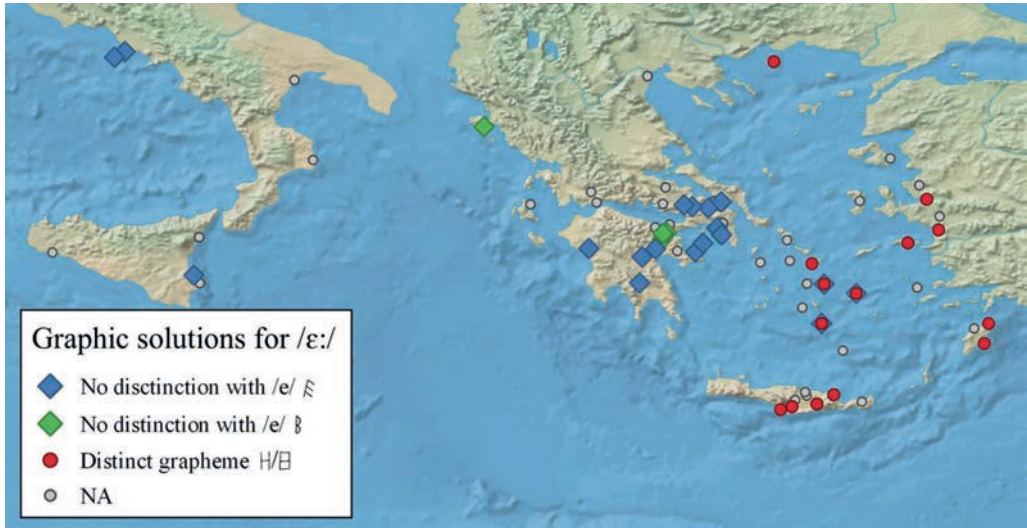 Graphic solutions for /ɛ:/
No disctinction with /e/ 𐌄
No distinction with /e/ B
Distinct grapheme H/日
NA